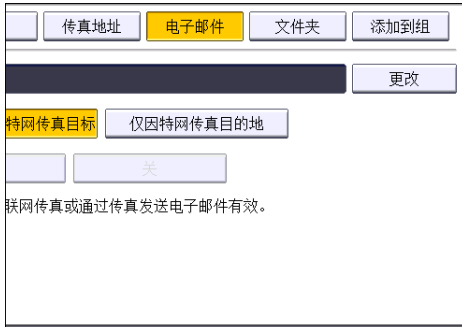 传真地址 电子邮件 文件夹 添加到组
更改
特网传真目标 仅因特网传真目的地
关
联网传真或通过传真发送电子邮件有效。